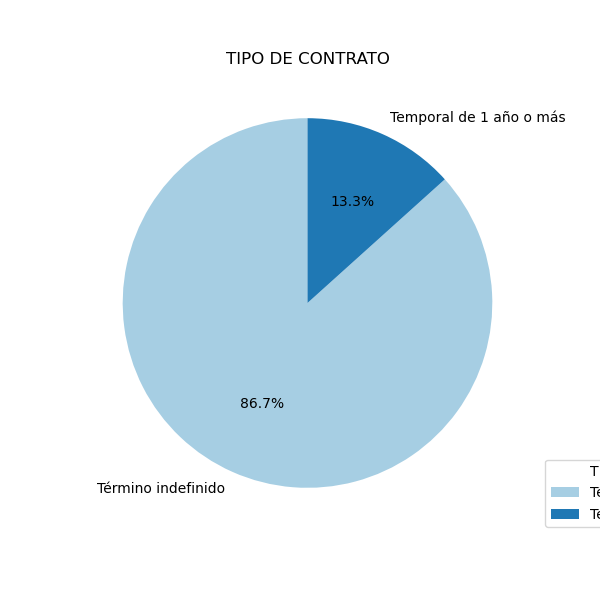 TIPO DE CONTRATO
Temporal de 1 año o más
13.3%
86.7%
Término indefinido